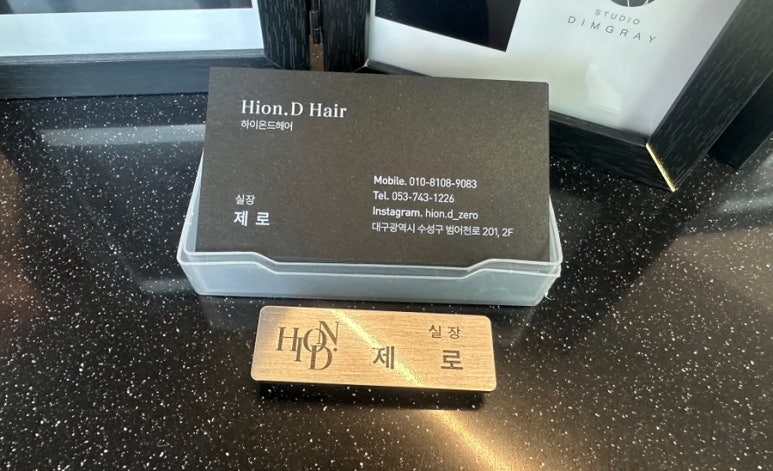 STUDIO
DIMGRAY
Hion.D Hair
하이온드헤어
실장
제로
Mobile. 010-8108-9083
Tel. 053-743-1226
Instagram. hion.d_zero
대구광역시 수성구 범어천로 201, 2F
HION.D
실장
제로